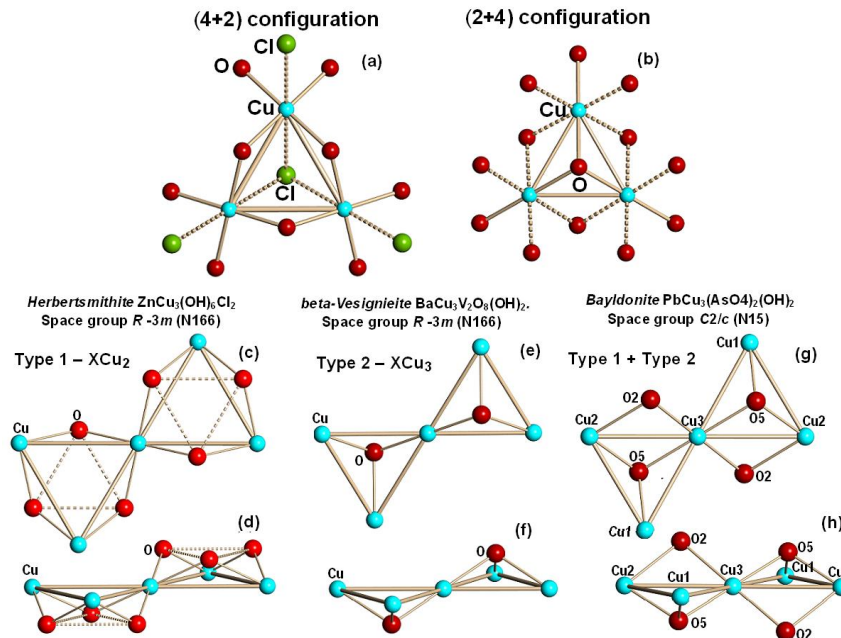 (4+2) configuration
(2+4) configuration
Cl
(a)
O
Cu
Cl
(b)
Cu
O
Herbertsmithite ZnCu3(OH)6Cl2
Space group R -3m (N166)
beta-Vesignieite BaCu3V2O8(OH)2.
Space group R -3m (N166)
Bayldonite PbCu3(AsO4)2(OH)2
Space group C2/c (N15)
Type 1 – XCu2
(c)
O
Cu
Type 2 – XCu3
(e)
Cu
O
Type 1 + Type 2
Cu1
(g)
O2
O5
Cu2
Cu3
Cu2
O5
O2
Cu1
(d)
O
Cu
(f)
O
Cu
(h)
O2
O5
Cu2
Cu1
Cu3
Cu1
Cu
O5
O2